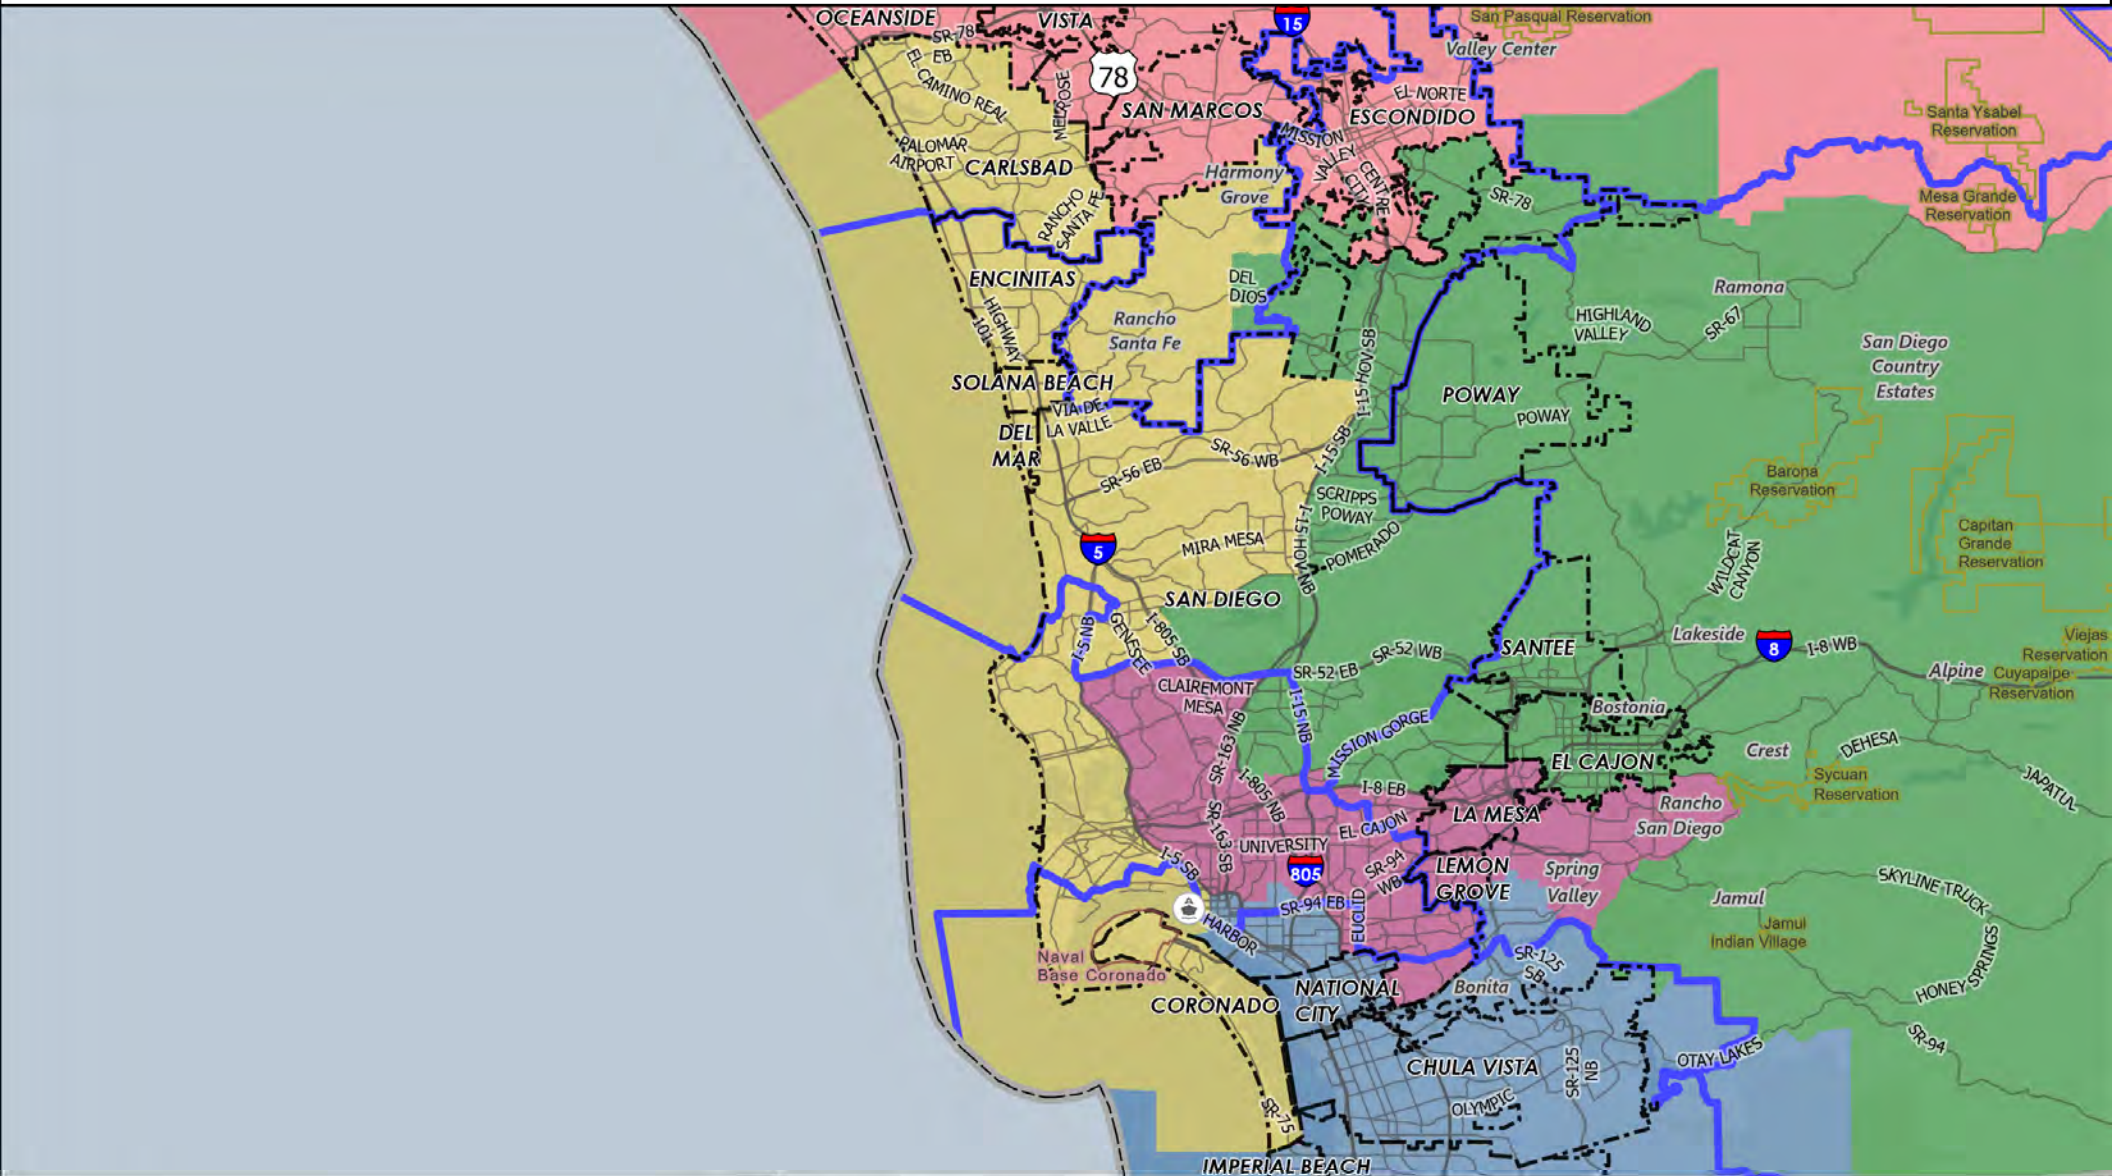 OCEANSIDE
VISTA
15
San Pasqual Reservation
SR-78
EB
Valley Center
EL CAMINO REAL
MELROSE
78
EL NORTE
SAN MARCOS
ESCONDIDO
Santa Ysabel
Reservation
MISSION
PALOMAR
AIRPORT
CARLSBAD
VALLEY
CITY
CENTRE
Harmony
Grove
SR-78
Mesa Grande
Reservation
RANCHO
SANTA FE
ENCINITAS
DEL
DIOS
Ramona
HIGHWAY
101
Rancho
Santa Fe
HIGHLAND
VALLEY
SR-67
San Diego
Country
Estates
I-15 HOV SB
SOLANA BEACH
POWAY
POWAY
VIA DE
LA VALLE
DEL
MAR
SR-56 WB
I-15 SB
SR-56 EB
Barona
Reservation
SCRIPPS
POWAY
I-15 HOV NB
POMERADO
Capitan
Grande
Reservation
5
MIRA MESA
WILDCAT
CANYON
SAN DIEGO
I-5 NB
GENESEE
I-805 SB
Lakeside
8
I-8 WB
Viejas
Reservation
SANTEE
SR-52 WB
SR-52 EB
Alpine
Cuyapaipe
Reservation
CLAIREMONT
MESA
I-15 NB
Bostonia
MISSION GORGE
SR-163 NB
EL CAJON
Crest
DEHESA
I-805 NB
I-8 EB
Sycuan
Reservation
JAPATUL
LA MESA
Rancho
San Diego
SR-163 SB
EL CAJON
UNIVERSITY
I-5 SB
805
SR-94
WB
LEMON
GROVE
Spring
Valley
SKYLINE TRUCK
SR-94 EB
EUCLID
Jamul
HARBOR
Jamul
Indian Village
Naval
Base Coronado
SR-125
SB
HONEY SPRINGS
CORONADO
NATIONAL
CITY
Bonita
SR-94
OTAY LAKES
CHULA VISTA
SR-125
NB
OLYMPIC
SR-75
IMPERIAL BEACH